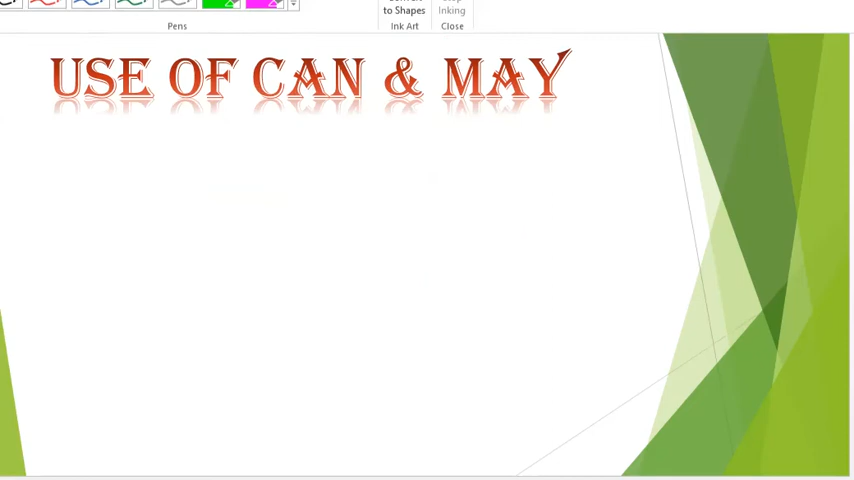 to Shapes
Inking
Pens
Ink Art
Close
USE OF CAN & MAY